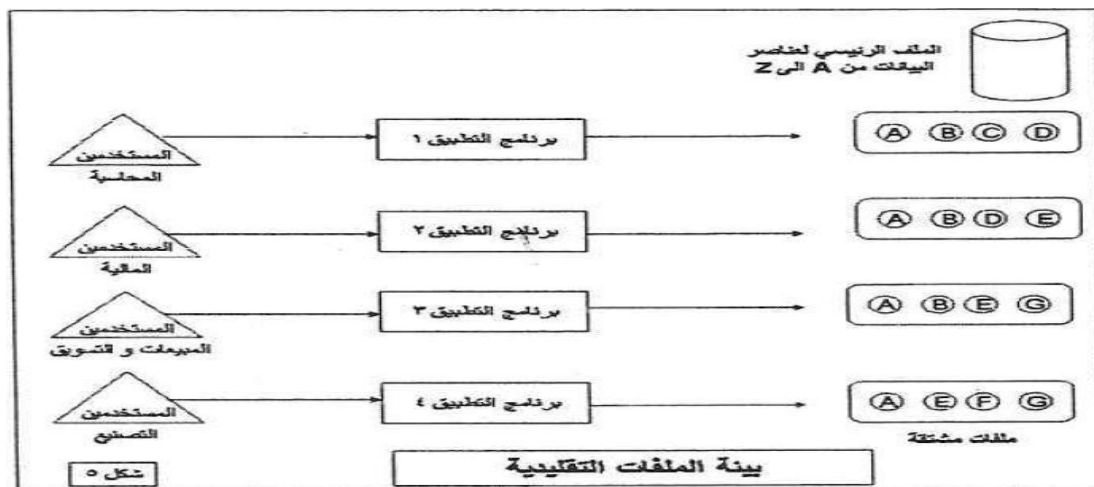 الملف الرئيسي لعناصر
البيانات من A الى Z
المستخدمين
المحاسبة
برنامج التطبيق ١
A B C D
المستخدمين
المالية
برنامج التطبيق ٢
A B D E
المستخدمين
المبيعات و التسويق
برنامج التطبيق ٣
A B E G
المستخدمين
التصنيع
برنامج التطبيق ٤
A E F G
ملفات مشتقة
بيئة الملفات التقليدية
شكل ٥